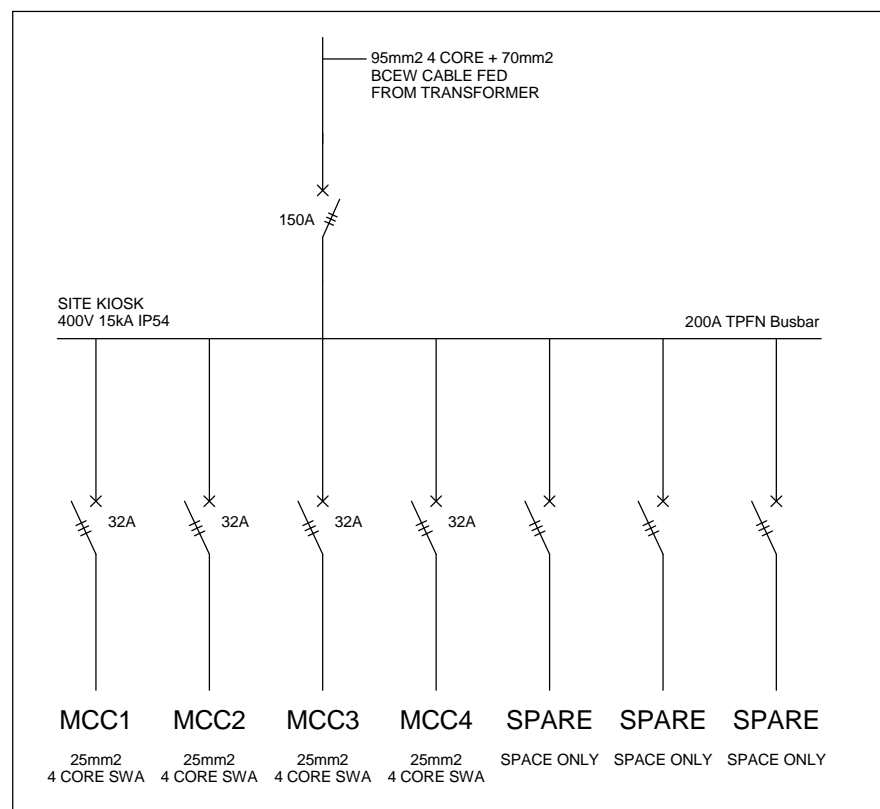 95mm2 4 CORE + 70mm2
BCEW CABLE FED
FROM TRANSFORMER
150A
SITE KIOSK
400V 15kA IP54
200A TPFN Busbar
32A
32A
32A
32A
MCC1
MCC2
MCC3
MCC4
SPARE
SPARE
SPARE
25mm2
4 CORE SWA
25mm2
4 CORE SWA
25mm2
4 CORE SWA
25mm2
4 CORE SWA
SPACE ONLY
SPACE ONLY
SPACE ONLY